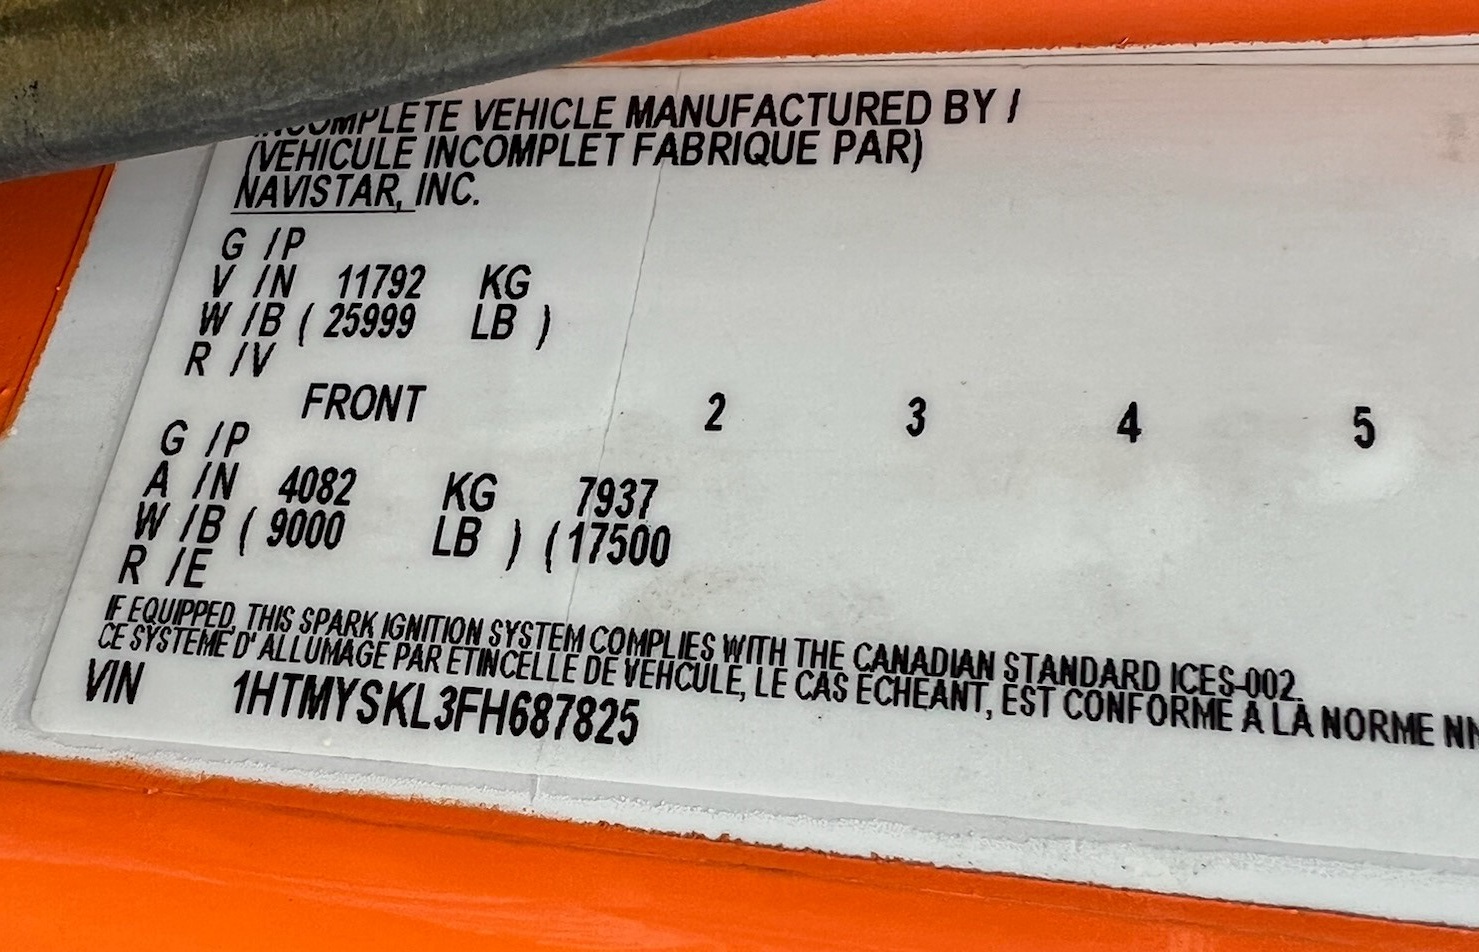 INCOMPLETE VEHICLE MANUFACTURED BY /
(VEHICULE INCOMPLET FABRIQUE PAR)
NAVISTAR, INC.
G /P
V /N 11792 KG
W /B ( 25999 LB )
R /V
FRONT 2 3 4 5
G /P
A /N 4082 KG 7937
W /B ( 9000 LB ) ( 17500
R /E
IF EQUIPPED, THIS SPARK IGNITION SYSTEM COMPLIES WITH THE CANADIAN STANDARD ICES-002.
CE SYSTEME D' ALLUMAGE PAR ETINCELLE DE VEHCULE, LE CAS ECHEANT, EST CONFORME A LA NORME NN
VIN 1HTMYSKL3FH687825